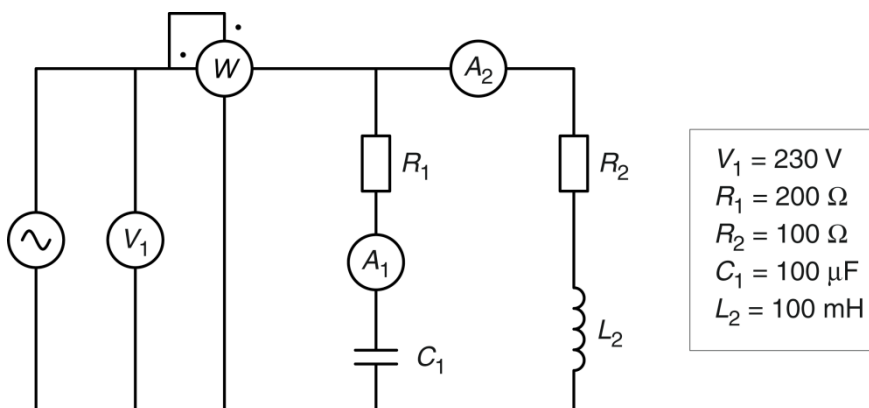 W
A2
R1
R2
V1
A1
L2
C1
V1 = 230 V
R1 = 200 Ω
R2 = 100 Ω
C1 = 100 μF
L2 = 100 mH